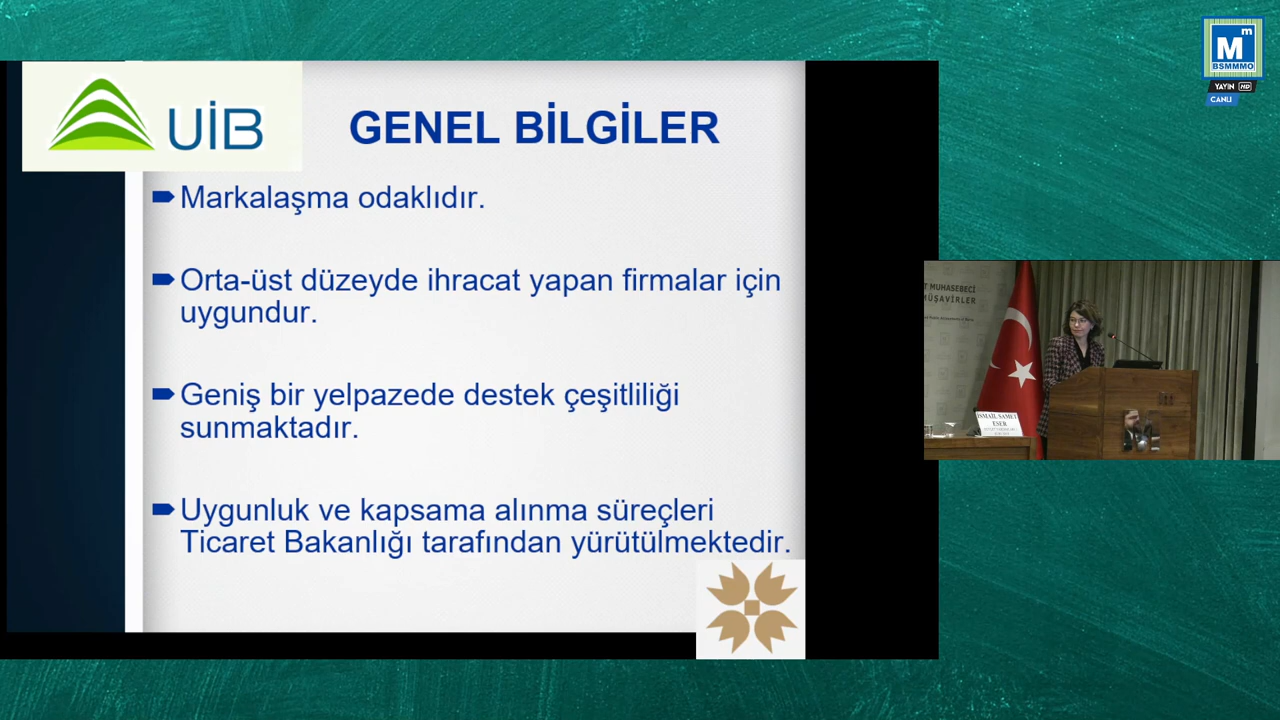 UİB
GENEL BİLGİLER
Markalaşma odaklıdır.
Orta-üst düzeyde ihracat yapan firmalar için
uygundur.
Geniş bir yelpazede destek çeşitliliği
sunmaktadır.
Uygunluk ve kapsama alınma süreçleri
Ticaret Bakanlığı tarafından yürütülmektedir.
M m
BSMMMO
YAYIN HD
CANLI
T MUHASEBECİ
MÜŞAVİRLER
İSMAİL SAMET
ESER